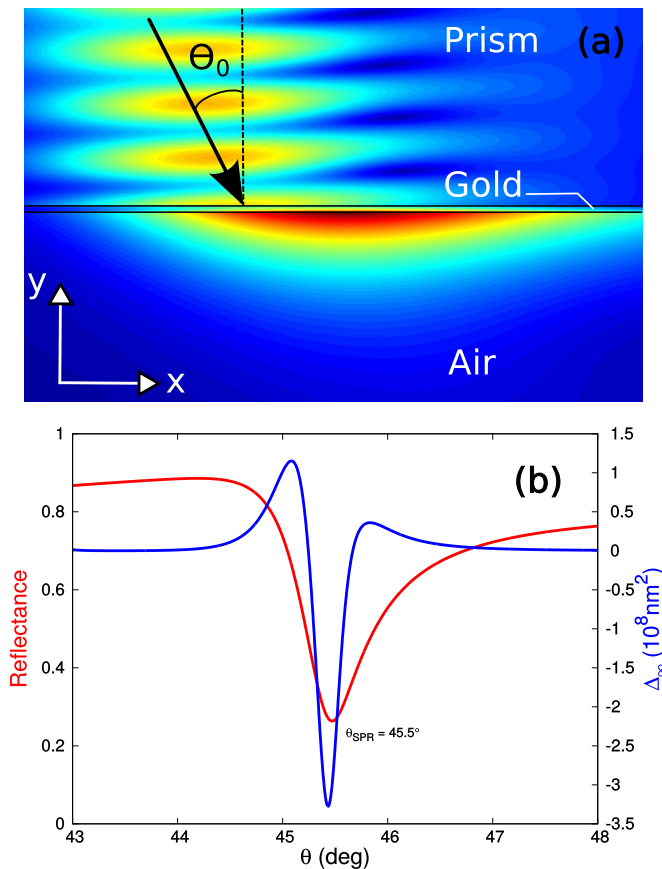 Prism (a)
Θ0
Gold
y
x
Air
1 1.5
(b)
1
0.8
0.5
0.6
0
-0.5
-1
0.4
-1.5
-2
0.2
-2.5
-3
0
-3.5
Reflectance
Δ∞ (10⁸nm²)
θSPR = 45.5°
43 44 45 46 47 48
θ (deg)